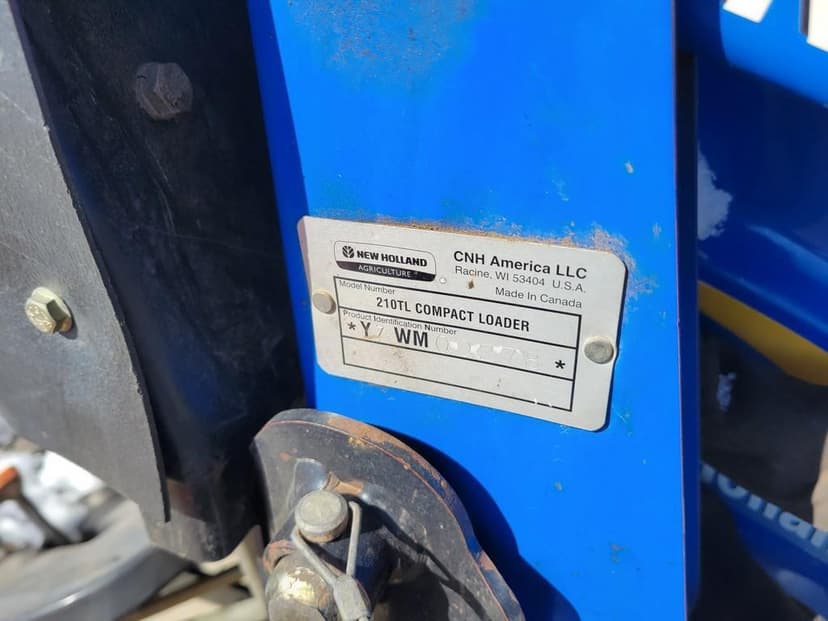 NEW HOLLAND
AGRICULTURE
CNH America LLC
Racine, WI 53404 U.S.A.
Made in Canada
Model Number
210TL COMPACT LOADER
Product Identification Number
*Y WM *